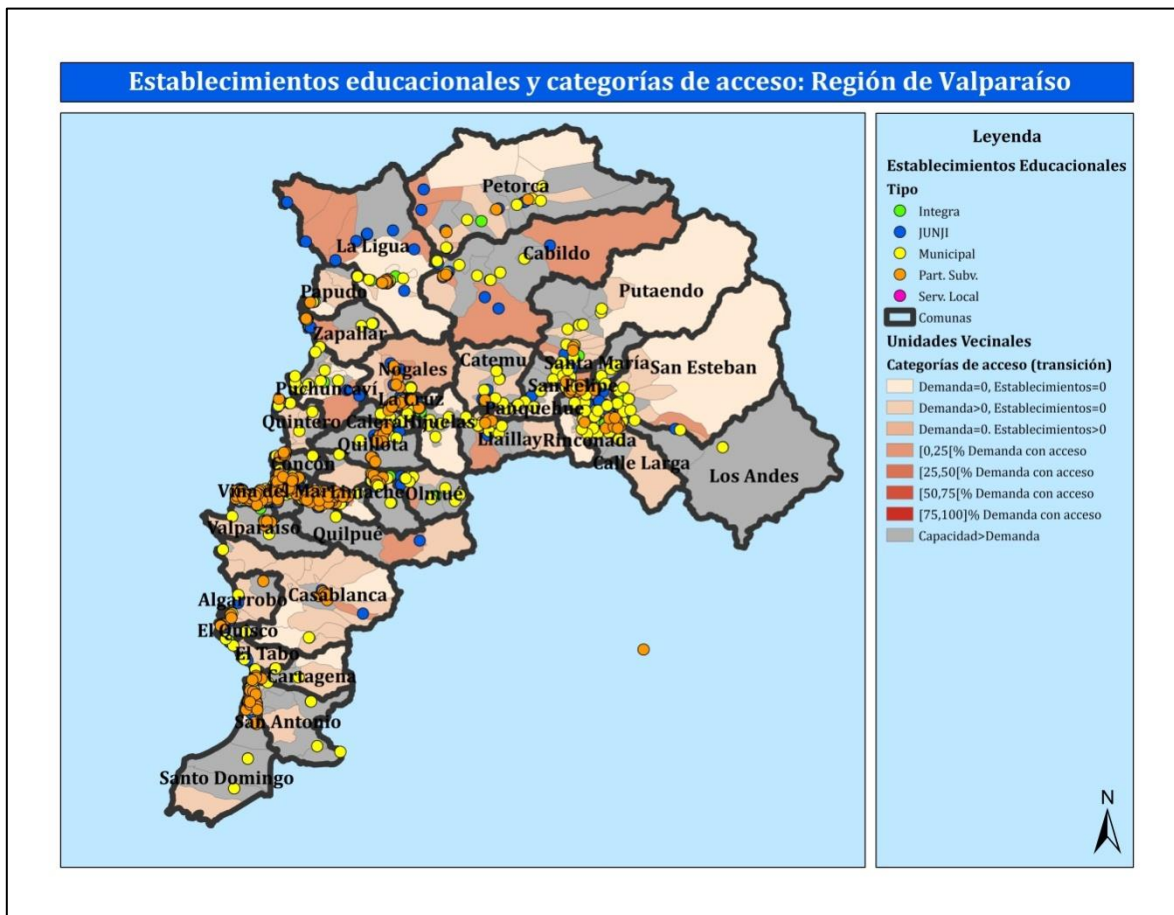 Establecimientos educacionales y categorías de acceso: Región de Valparaíso
Petorca
La Ligua
Cabildo
Papudo
Putaendo
Zapallar
Catemu
Santa María
San Esteban
Nogales
Puchuncaví
San Felipe
La Cruz
Panquehue
Quintero
Calera
Hijuelas
Quillota
Llaillay
Rinconada
Calle Larga
Los Andes
Concón
Viña del Mar
Limache
Olmué
Valparaíso
Quilpué
Algarrobo
Casablanca
El Quisco
El Tabo
Cartagena
San Antonio
Santo Domingo
Leyenda
Establecimientos Educacionales
Tipo
Integra
JUNJI
Municipal
Part. Subv.
Serv. Local
Comunas
Unidades Vecinales
Categorías de acceso (transición)
Demanda=0, Establecimientos=0
Demanda>0, Establecimientos=0
Demanda=0. Establecimientos>0
[0,25[% Demanda con acceso
[25,50[% Demanda con acceso
[50,75[% Demanda con acceso
[75,100]% Demanda con acceso
Capacidad>Demanda
N